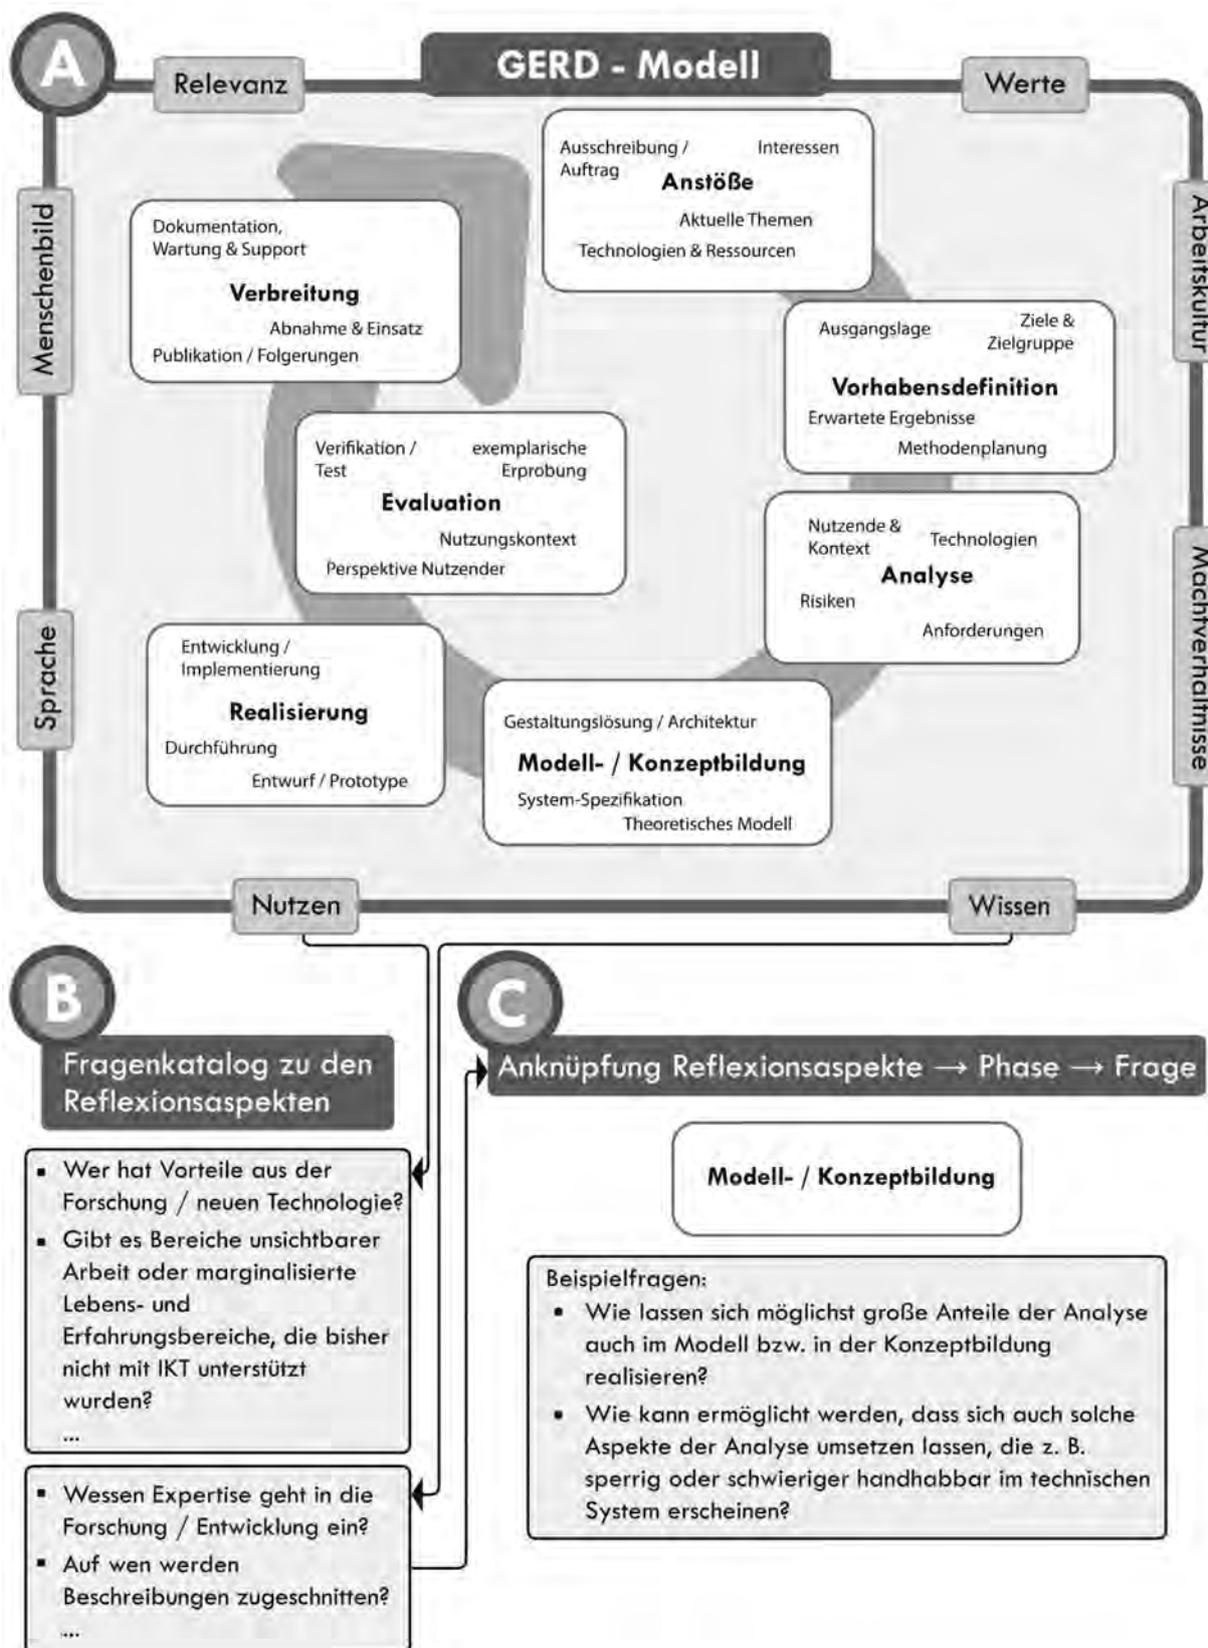 A
GERD - Modell
Relevanz
Werte
Menschenbild
Sprache
Arbeitskultur
Machtverhältnisse
Nutzen
Wissen
Ausschreibung / Interessen
Auftrag
Anstöße
Aktuelle Themen
Technologien & Ressourcen
Ausgangslage
Ziele &
Zielgruppe
Vorhabensdefinition
Erwartete Ergebnisse
Methodenplanung
Nutzende &
Kontext
Technologien
Analyse
Risiken
Anforderungen
Gestaltungslösung / Architektur
Modell- / Konzeptbildung
System-Spezifikation
Theoretisches Modell
Entwicklung /
Implementierung
Realisierung
Durchführung
Entwurf / Prototype
Verifikation /
Test
exemplarische
Erprobung
Evaluation
Nutzungskontext
Perspektive Nutzender
Dokumentation,
Wartung & Support
Verbreitung
Abnahme & Einsatz
Publikation / Folgerungen
B
Fragenkatalog zu den
Reflexionsaspekten
▪ Wer hat Vorteile aus der
Forschung / neuen Technologie?
▪ Gibt es Bereiche unsichtbarer
Arbeit oder marginalisierte
Lebens- und
Erfahrungsbereiche, die bisher
nicht mit IKT unterstützt
wurden?
...
▪ Wessen Expertise geht in die
Forschung / Entwicklung ein?
▪ Auf wen werden
Beschreibungen zugeschnitten?
...
C
Anknüpfung Reflexionsaspekte → Phase → Frage
Modell- / Konzeptbildung
Beispielfragen:
▪ Wie lassen sich möglichst große Anteile der Analyse
auch im Modell bzw. in der Konzeptbildung
realisieren?
▪ Wie kann ermöglicht werden, dass sich auch solche
Aspekte der Analyse umsetzen lassen, die z. B.
sperrig oder schwieriger handhabbar im technischen
System erscheinen?